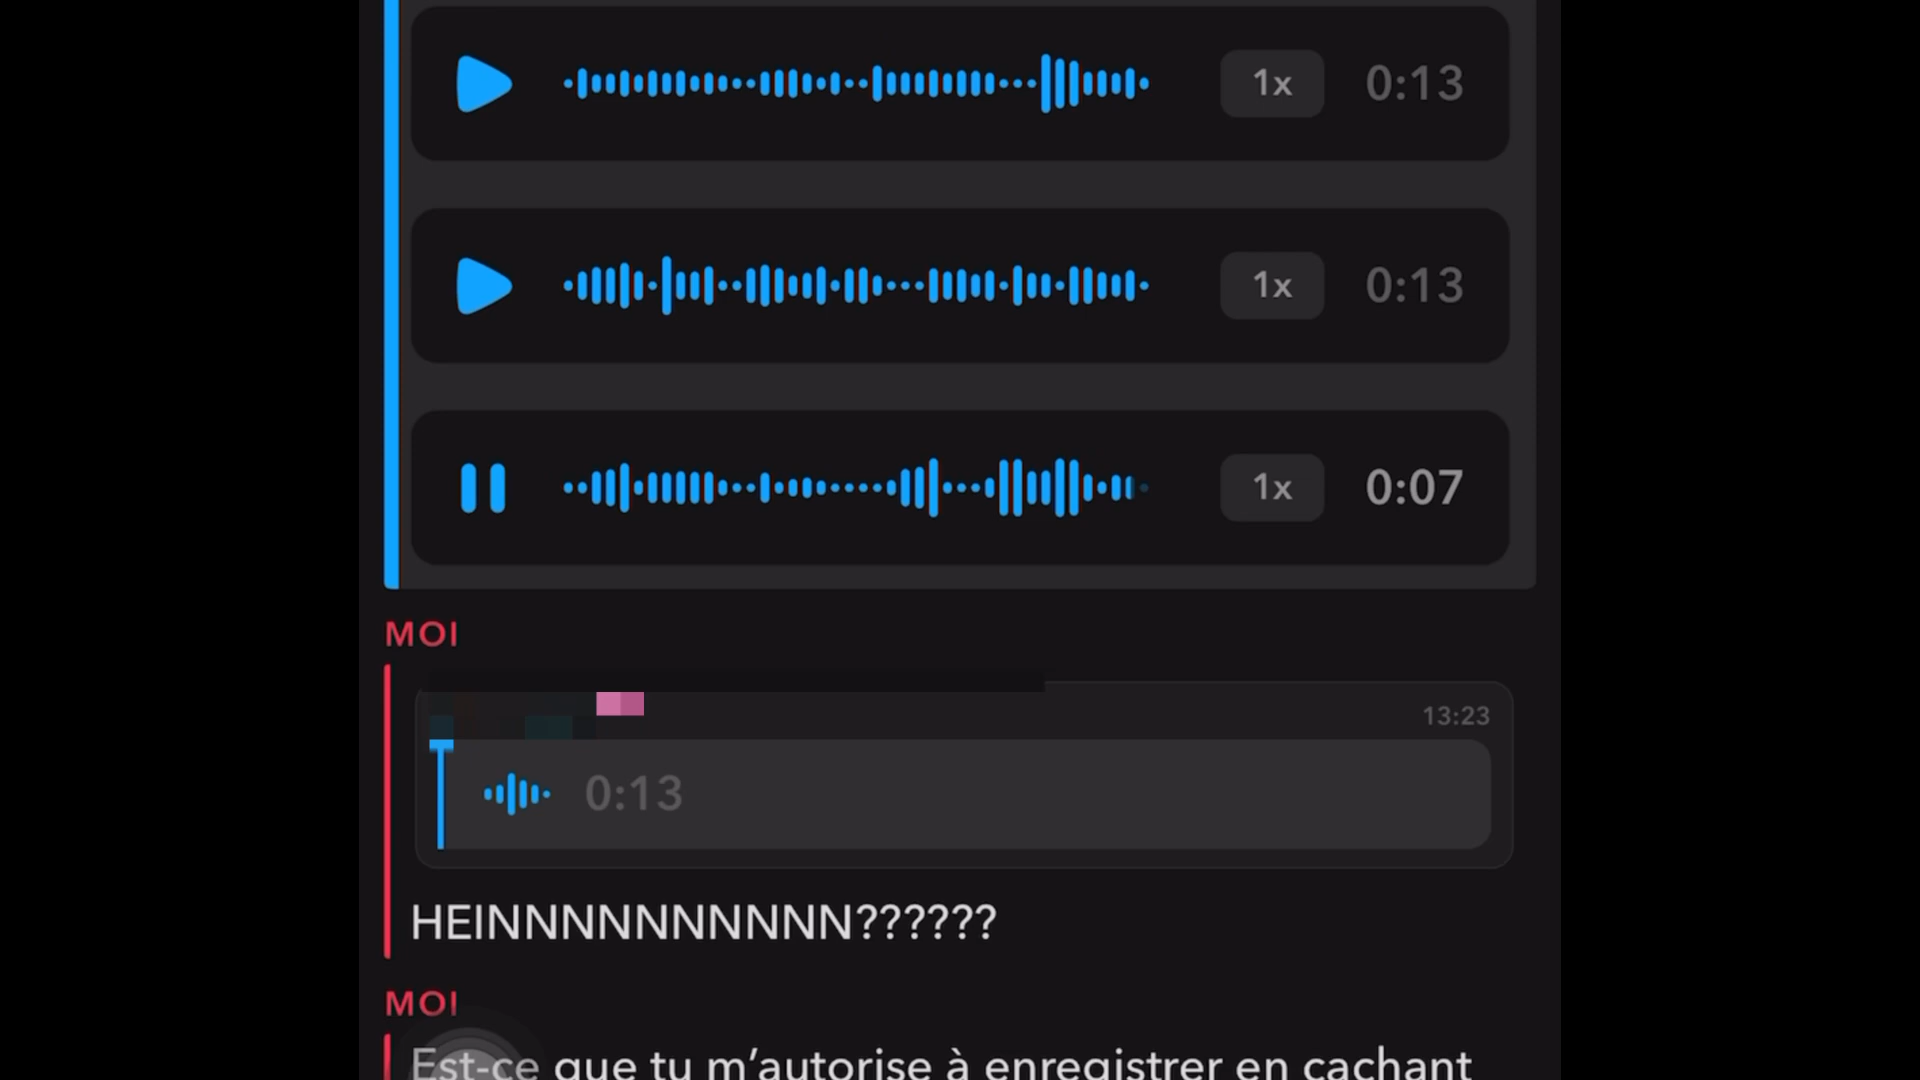 1x 0:13
1x 0:13
1x 0:07
MOI
13:23
0:13
HEINNNNNNNNNN??????
MOI
Est-ce que tu m’autorise à enregistrer en cachant